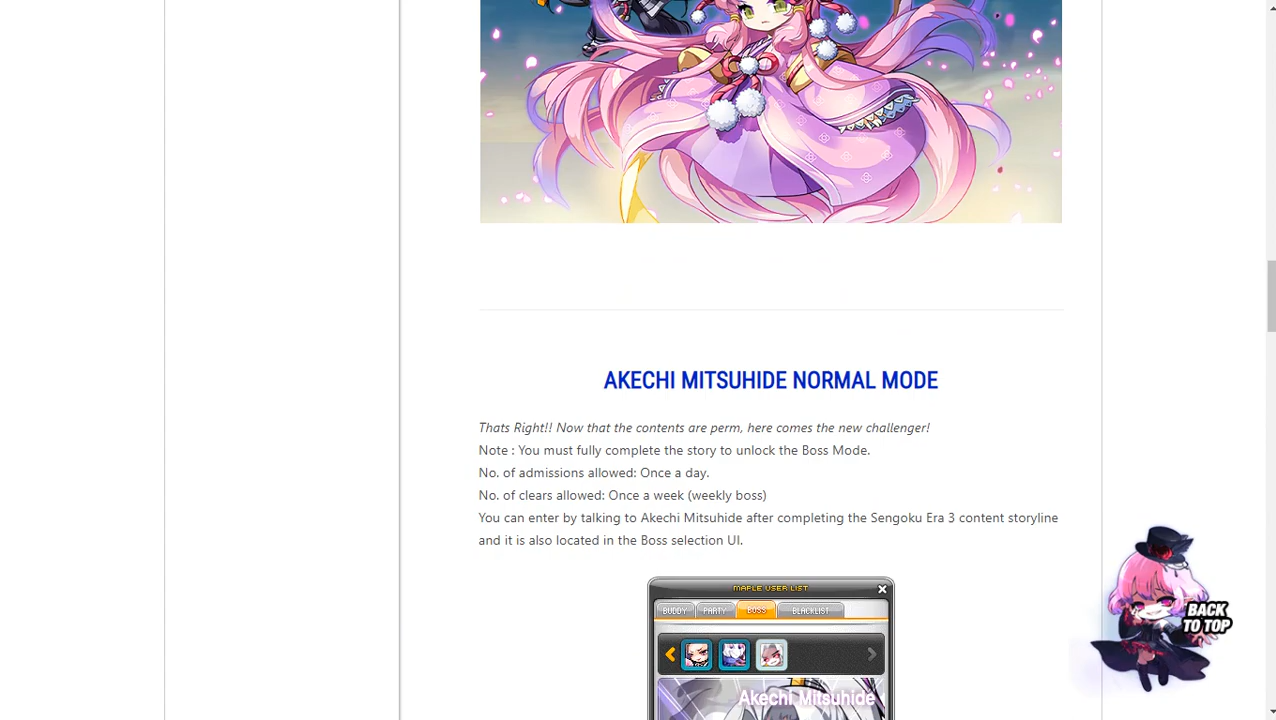 AKECHI MITSUHIDE NORMAL MODE
Thats Right!! Now that the contents are perm, here comes the new challenger!
Note : You must fully complete the story to unlock the Boss Mode.
No. of admissions allowed: Once a day.
No. of clears allowed: Once a week (weekly boss)
You can enter by talking to Akechi Mitsuhide after completing the Sengoku Era 3 content storyline
and it is also located in the Boss selection UI.
MAPLE USER LIST
BUDDY PARTY BOSS BLACKLIST
Akechi Mitsuhide
BACK
TO TOP